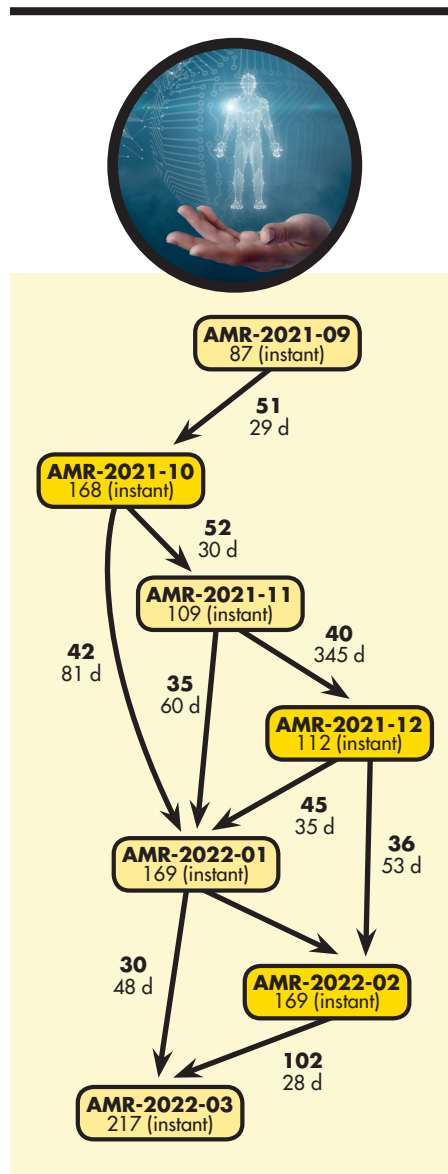 AMR-2021-09
87 (instant)
51
29 d
AMR-2021-10
168 (instant)
52
30 d
AMR-2021-11
109 (instant)
42
81 d
35
60 d
40
345 d
AMR-2021-12
112 (instant)
45
35 d
36
53 d
AMR-2022-01
169 (instant)
30
48 d
AMR-2022-02
169 (instant)
102
28 d
AMR-2022-03
217 (instant)